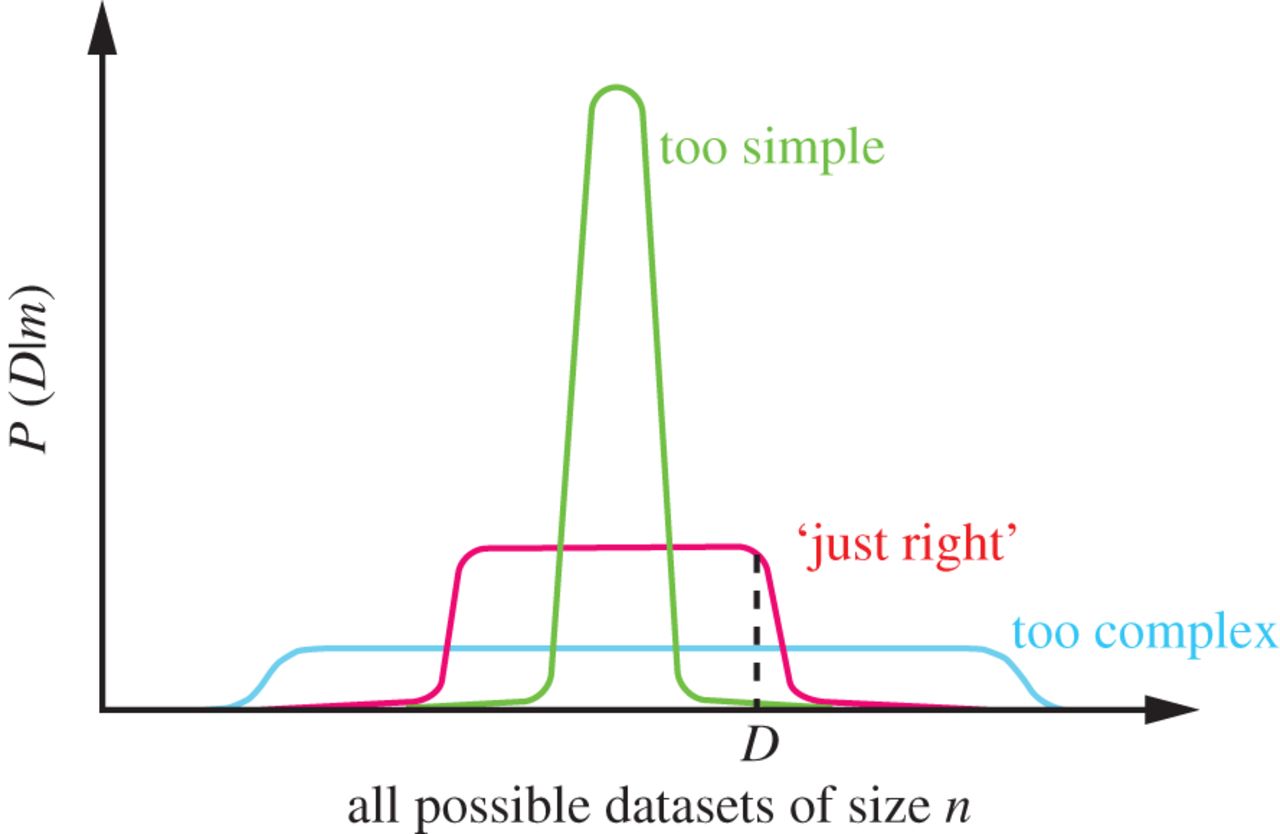 too simple
P (D|m)
‘just right’
too complex
D
all possible datasets of size n